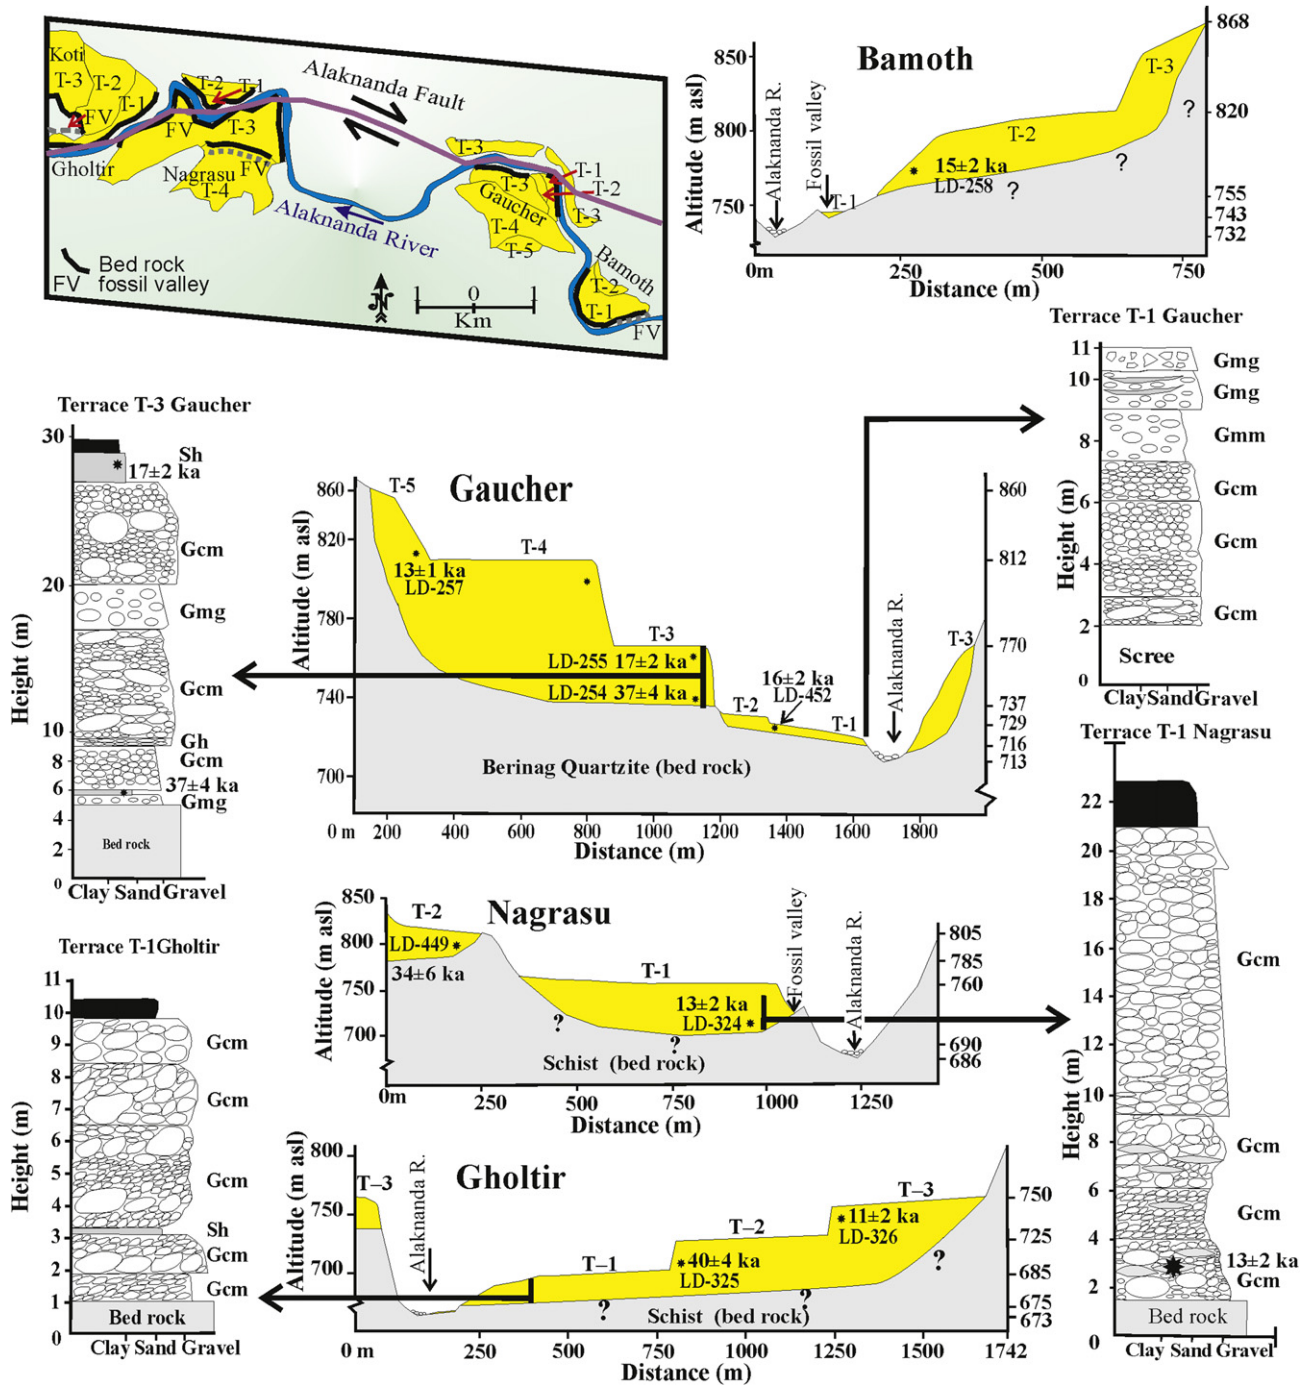 Koti
T-3
T-2
T-1
FV
Gholtir
T-2
T-1
FV
T-3
FV
Nagrasu
T-4
Alaknanda Fault
Alaknanda River
T-3
T-3
Gaucher
T-4
T-5
T-1
T-2
T-3
Bamoth
T-2
T-1
FV
Bed rock
FV fossil valley
N
1 0 1
Km
Bamoth
Altitude (m asl)
850
800
750
Alaknanda R.
Fossil valley
T-1
T-2
T-3
15±2 ka
LD-258
?
?
?
868
820
755
743
732
0m 250 500 750
Distance (m)
Terrace T-1 Gaucher
Height (m)
11
10
8
6
4
2
0
Gmg
Gmg
Gmm
Gcm
Gcm
Gcm
Scree
Clay Sand Gravel
Terrace T-3 Gaucher
Height (m)
30
20
10
8
6
4
2
0
Sh
17±2 ka
Gcm
Gmg
Gcm
Gh
Gcm
37±4 ka
Gmg
Bed rock
Clay Sand Gravel
Gaucher
Altitude (m asl)
860
820
780
740
700
T-5
T-4
13±1 ka
LD-257
T-3
LD-255 17±2 ka
LD-254 37±4 ka
16±2 ka
LD-452
T-2
T-1
Alaknanda R.
T-3
Berinag Quartzite (bed rock)
860
812
770
737
729
716
713
0 m 200 400 600 800 1000 1200 1400 1600 1800
Distance (m)
Terrace T-1 Nagrasu
Height (m)
22
20
18
16
14
12
10
8
6
4
2
0
Gcm
Gcm
Gcm
13±2 ka
Gcm
Bed rock
Clay Sand Gravel
Nagrasu
Altitude (m asl)
850
800
750
700
T-2
LD-449
34±6 ka
T-1
13±2 ka
LD-324
Fossil valley
Alaknanda R.
?
?
Schist (bed rock)
805
785
760
690
686
0m 250 500 750 1000 1250
Distance (m)
Terrace T-1Gholtir
Height (m)
11
10
9
8
7
6
5
4
3
2
1
0
Gcm
Gcm
Gcm
Sh
Gcm
Gcm
Bed rock
Clay Sand Gravel
Gholtir
Altitude (m asl)
800
750
700
T–3
Alaknanda R.
T–1
T–2
T–3
40±4 ka
LD-325
11±2 ka
LD-326
?
?
?
Schist (bed rock)
750
725
685
675
673
0 m 250 500 750 1000 1250 1500 1742
Distance (m)